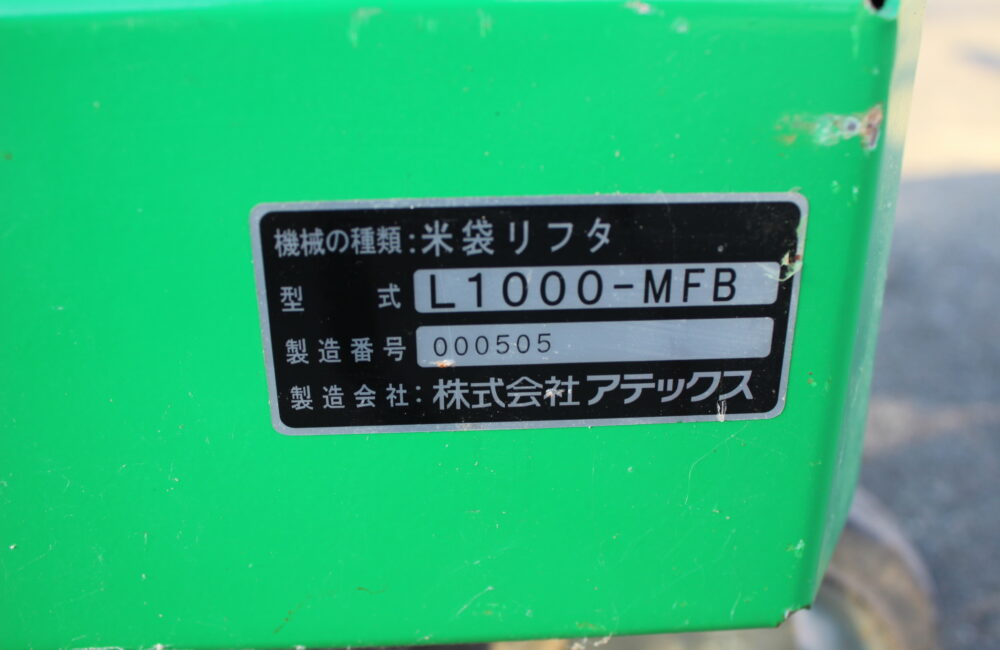 機械の種類:米袋リフタ
型 式 L1000-MFB
製造番号 000505
製造会社:株式会社アテックス